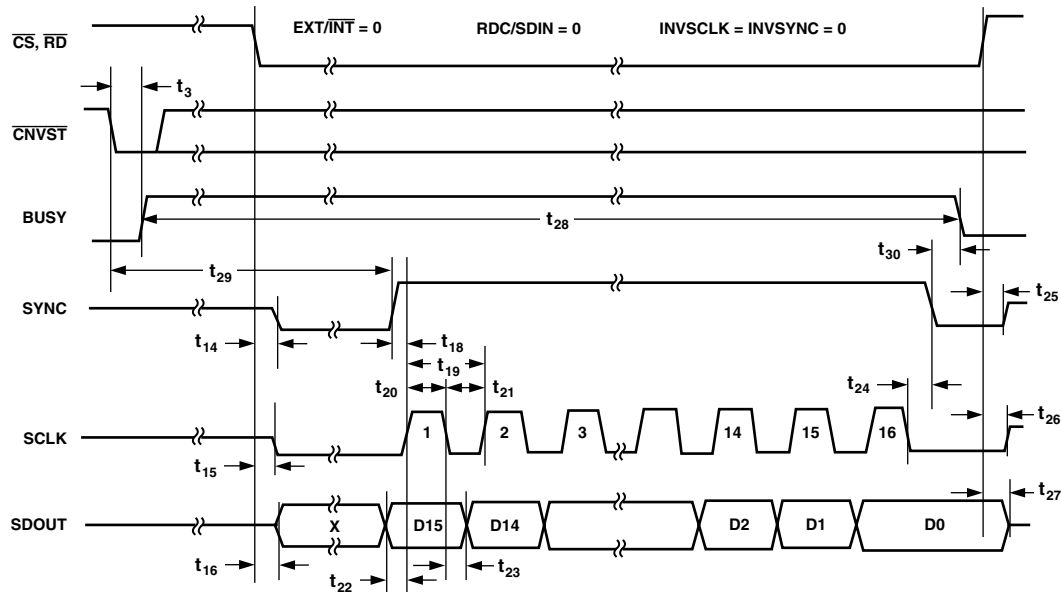 CS, RD
EXT/INT = 0 RDC/SDIN = 0 INVSCLK = INVSYNC = 0
t3
CNVST
BUSY
t28
t30
t29
t25
SYNC
t14
t18
t19
t20 t21
t24
t26
SCLK
1 2 3 14 15 16
t15
t27
SDOUT
X D15 D14 D2 D1 D0
t16
t22 t23